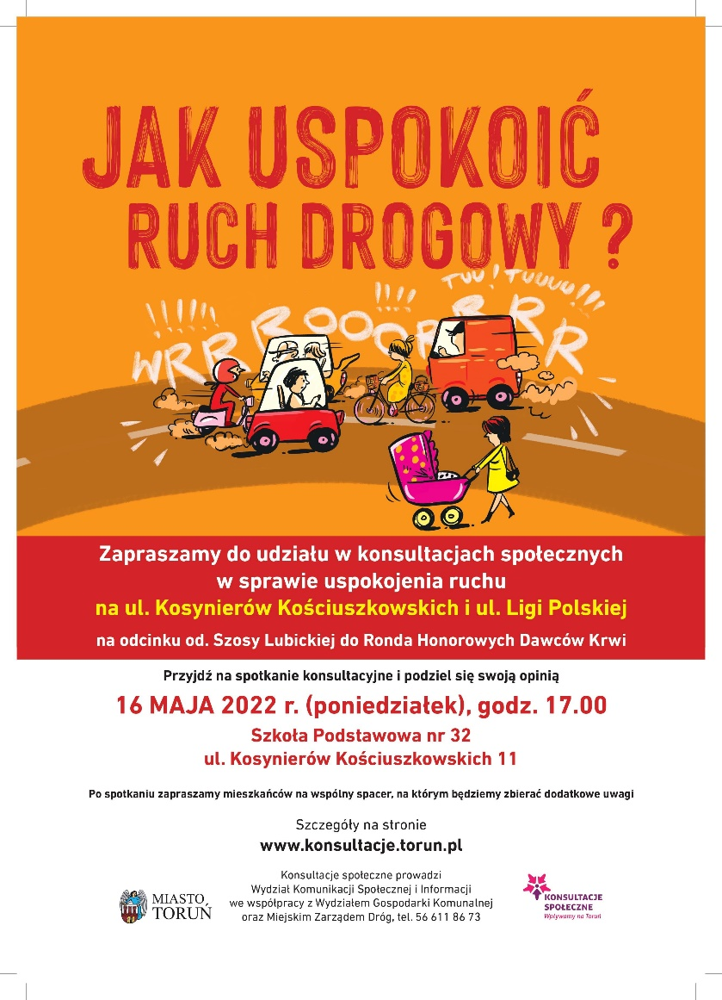 JAK USPOKOIĆ
RUCH DROGOWY ?
TUU ! TUUUU !!!
!!!!!! !!!!
WRRROOORRRR
Zapraszamy do udziału w konsultacjach społecznych
w sprawie uspokojenia ruchu
na ul. Kosynierów Kościuszkowskich i ul. Ligi Polskiej
na odcinku od. Szosy Lubickiej do Ronda Honorowych Dawców Krwi
Przyjdź na spotkanie konsultacyjne i podziel się swoją opinią
16 MAJA 2022 r. (poniedziałek), godz. 17.00
Szkoła Podstawowa nr 32
ul. Kosynierów Kościuszkowskich 11
Po spotkaniu zapraszamy mieszkańców na wspólny spacer, na którym będziemy zbierać dodatkowe uwagi
Szczegóły na stronie
www.konsultacje.torun.pl
Konsultacje społeczne prowadzi
Wydział Komunikacji Społecznej i Informacji
we współpracy z Wydziałem Gospodarki Komunalnej
oraz Miejskim Zarządem Dróg, tel. 56 611 86 73
MIASTO
TORUŃ
KONSULTACJE
SPOŁECZNE
Wpływamy na Toruń